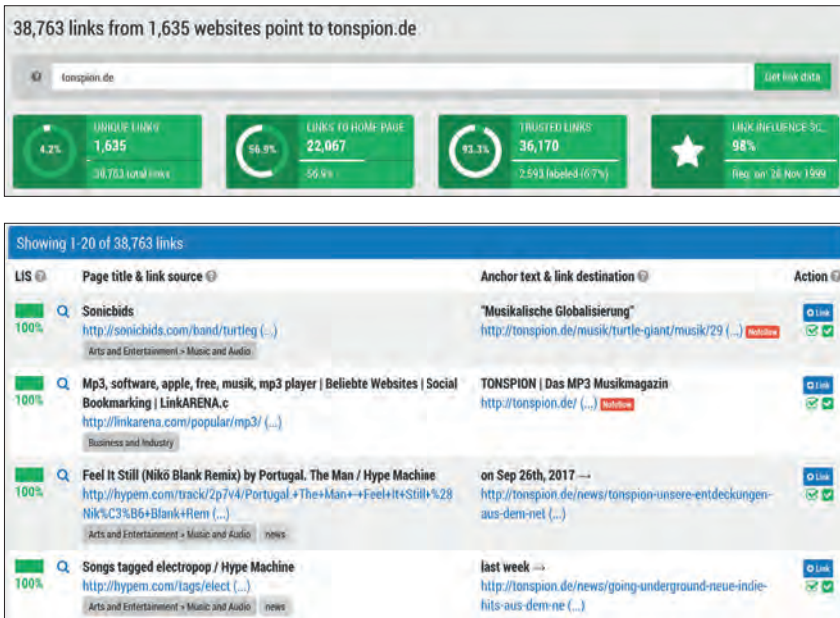 38,763 links from 1,635 websites point to tonspion.de
tonspion.de
Get link data
4.2%
UNIQUE LINKS
1,635
38,763 total links
56.9%
LINKS TO HOME PAGE
22,067
56.9%
93.3%
TRUSTED LINKS
36,170
2,593 labeled (6.7%)
LINK INFLUENCE SC...
98%
Reg. on: 26 Nov 1999
Showing 1-20 of 38,763 links
LIS Page title & link source Anchor text & link destination Action
100%
Sonicbids
http://sonicbids.com/band/turtleg (...)
Arts and Entertainment > Music and Audio
"Musikalische Globalisierung"
http://tonspion.de/musik/turtle-giant/musik/29 (...) Nofollow
Link
100%
Mp3, software, apple, free, musik, mp3 player | Beliebte Websites | Social
Bookmarking | LinkARENA.c
http://linkarena.com/popular/mp3/ (...)
Business and Industry
TONSPION | Das MP3 Musikmagazin
http://tonspion.de/ (...) Nofollow
Link
100%
Feel It Still (Nikö Blank Remix) by Portugal. The Man / Hype Machine
http://hypem.com/track/2p7v4/Portugal.+The+Man+-+Feel+It+Still+%28
Nik%C3%B6+Blank+Rem (...)
Arts and Entertainment > Music and Audio news
on Sep 26th, 2017 →
http://tonspion.de/news/tonspion-unsere-entdeckungen-
aus-dem-net (...)
Link
100%
Songs tagged electropop / Hype Machine
http://hypem.com/tags/elect (...)
Arts and Entertainment > Music and Audio news
last week →
http://tonspion.de/news/going-underground-neue-indie-
hits-aus-dem-ne (...)
Link